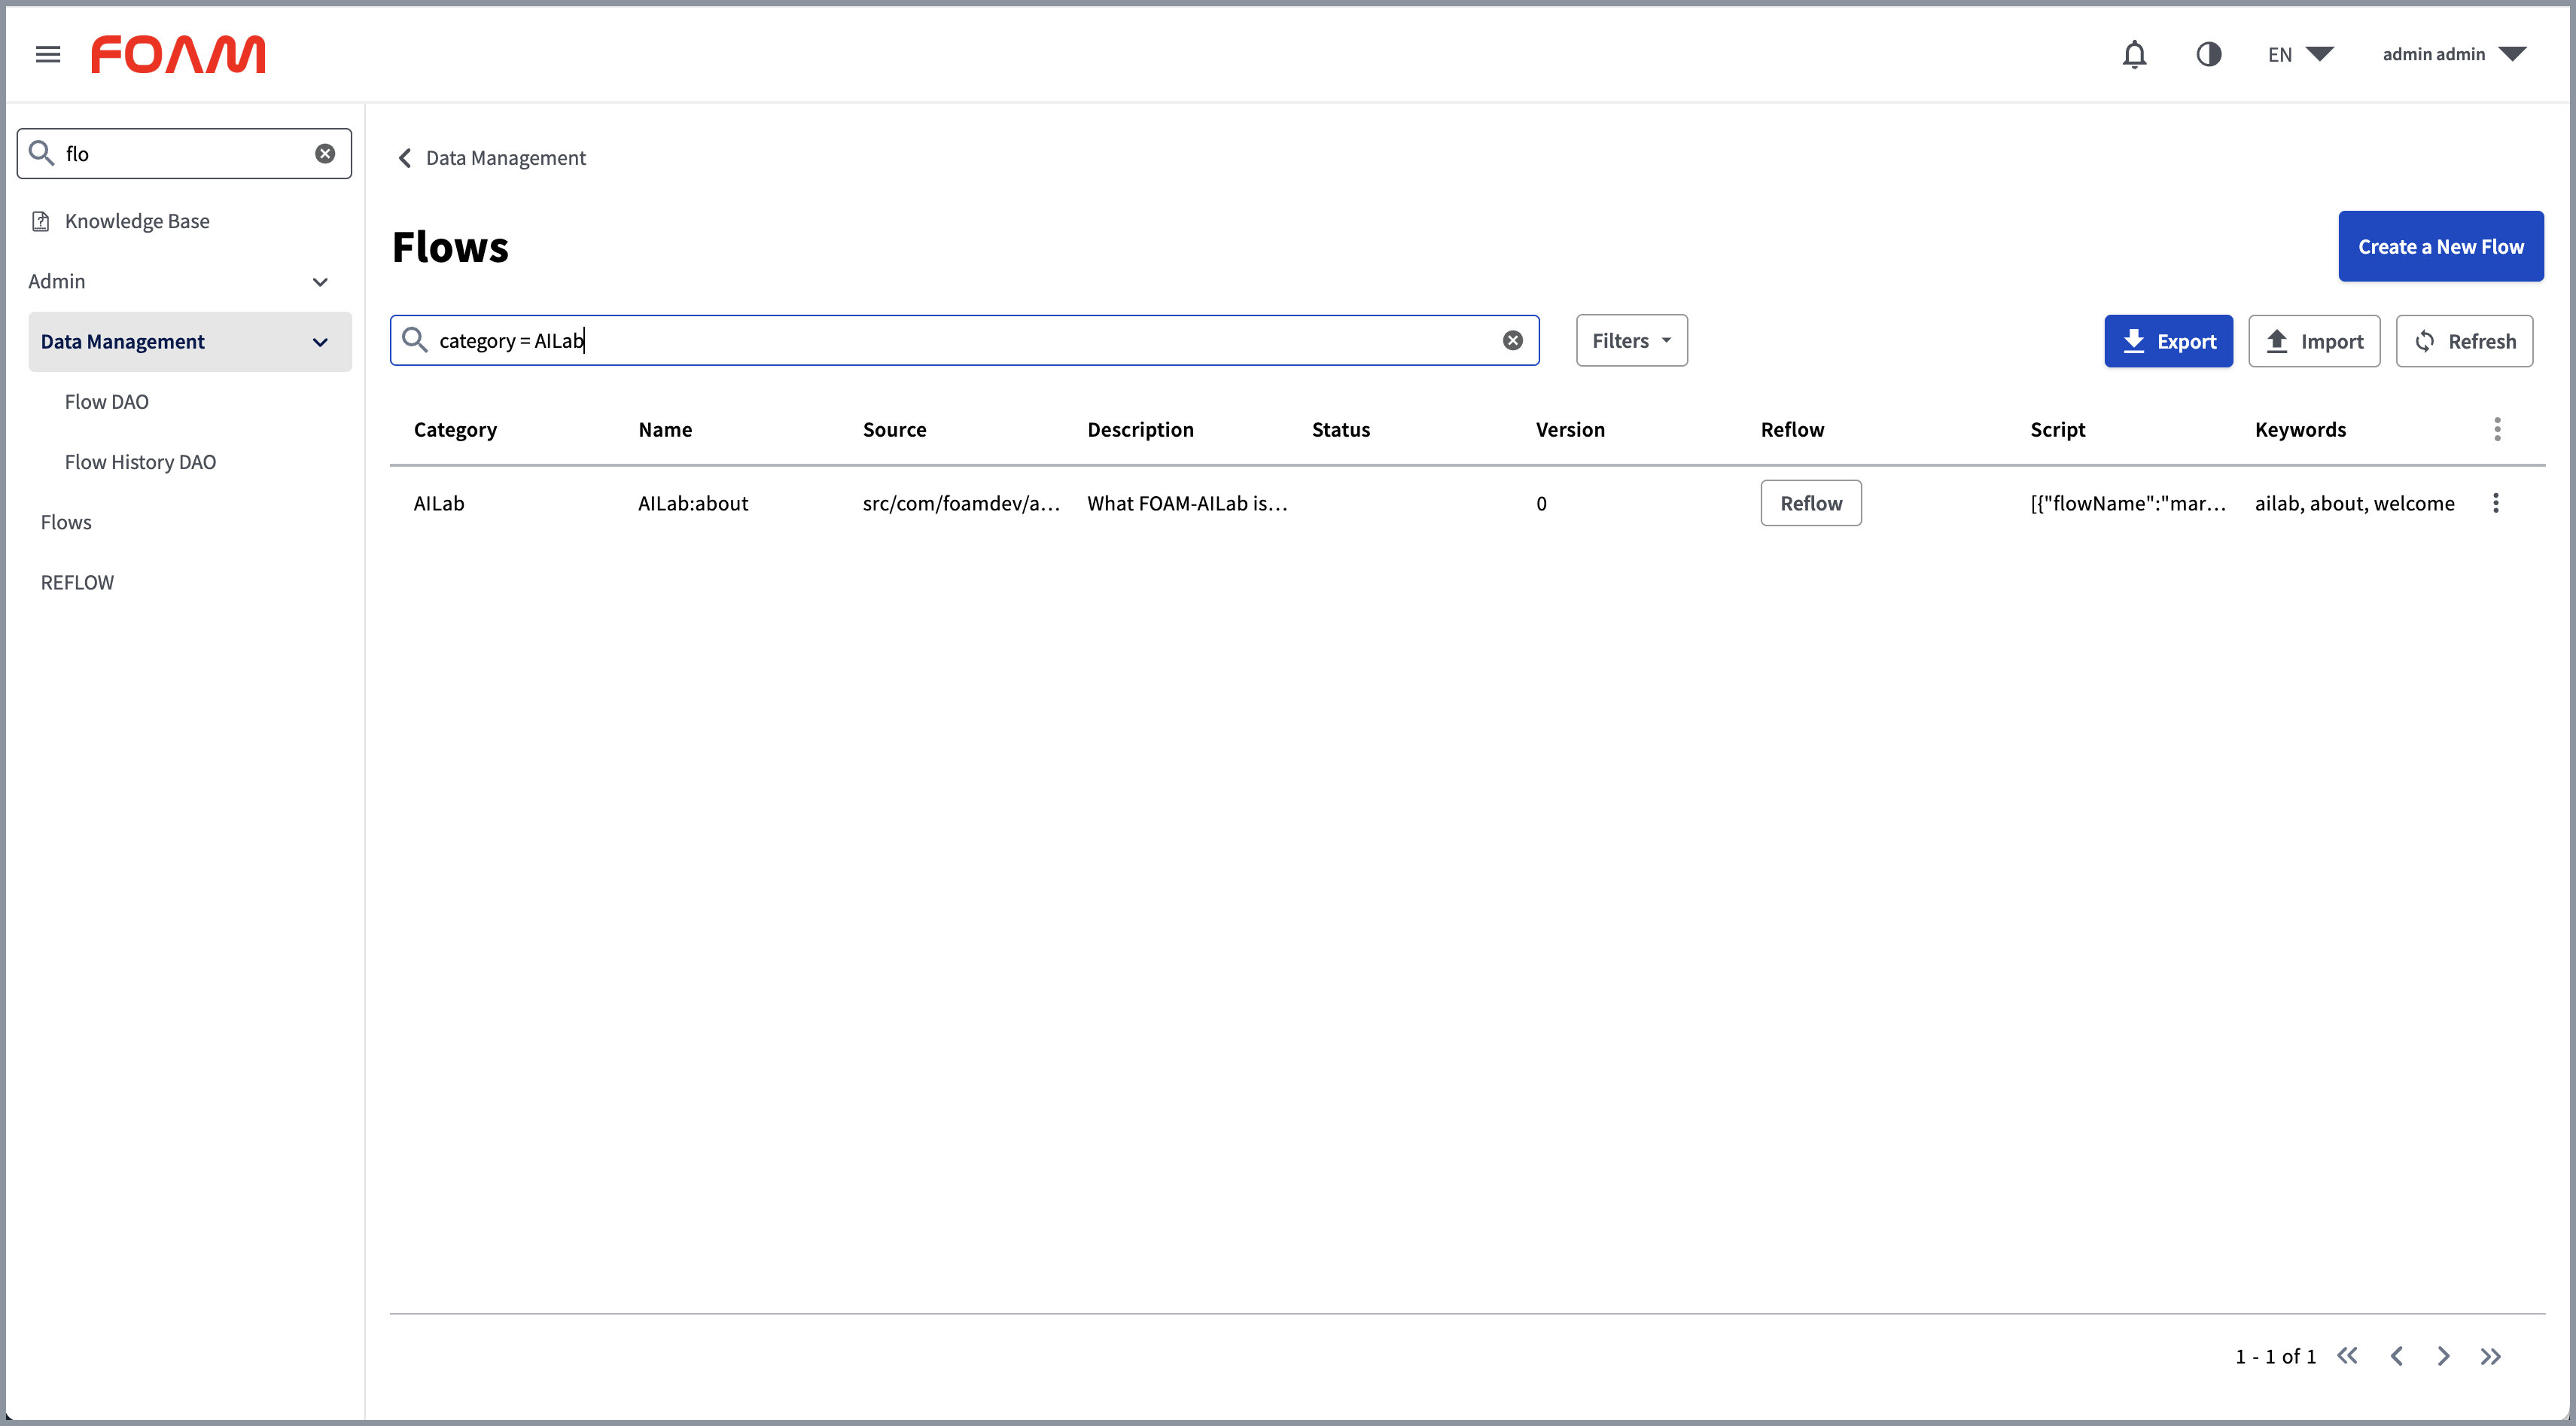 FOAM
EN
admin admin
flo
Knowledge Base
Admin
Data Management
Flow DAO
Flow History DAO
Flows
REFLOW
Data Management
Flows
Create a New Flow
category = AILab
Filters
Export
Import
Refresh
Category Name Source Description Status Version Reflow Script Keywords
AILab AILab:about src/com/foamdev/a... What FOAM-AILab is... 0 Reflow [{"flowName":"mar... ailab, about, welcome
1 - 1 of 1